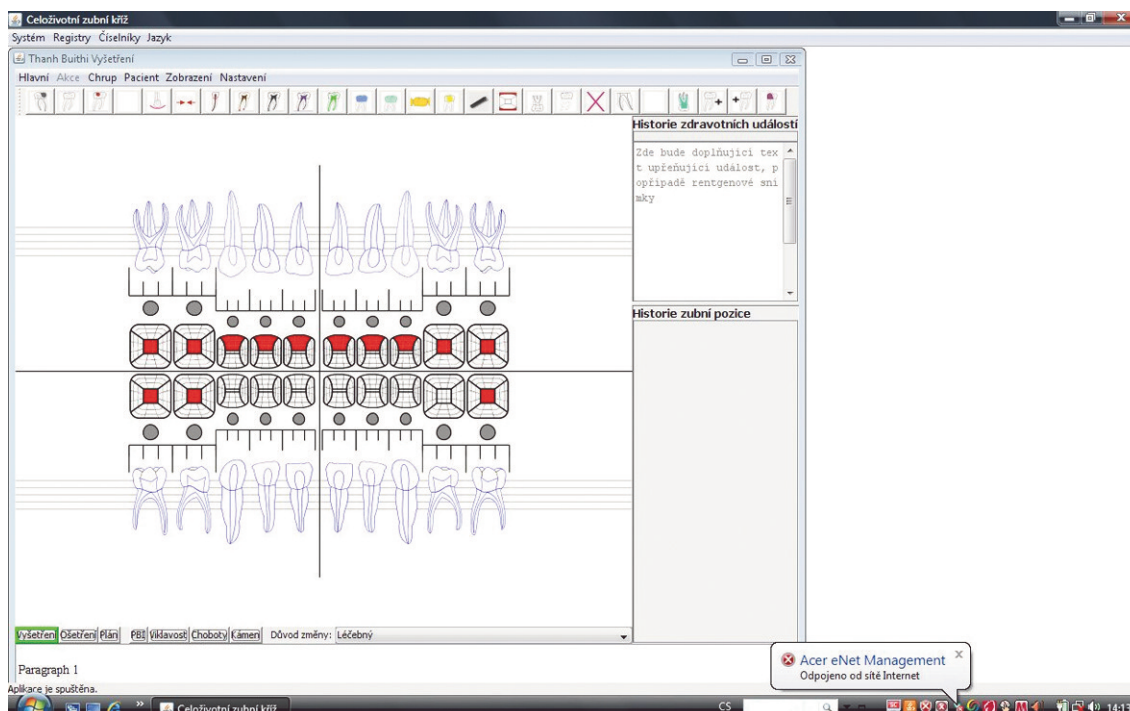 Celoživotní zubní kříž
Systém Registry Číselníky Jazyk
Thanh Buithi Vyšetření
Hlavní Akce Chrup Pacient Zobrazení Nastavení
Historie zdravotních událostí
Zde bude doplňující tex
t upřeňující událost, p
opřípadě rentgenové sní
mky
Historie zubní pozice
Vyšetření Ošetření Plán PBI Viklavost Choboty Kámen Důvod změny: Léčebný
Paragraph 1
Acer eNet Management
Odpojeno od sítě Internet
Aplikace je spuštěna.
Celoživotní zubní kříž
CS
14:13